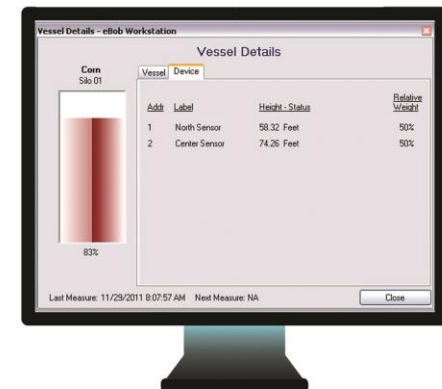 Vessel Details - eBob Workstation
Vessel Details
Corn
Silo 01
83%
Vessel Device
Addr Label Height - Status Relative Weight
1 North Sensor 58.32 Feet 50%
2 Center Sensor 74.26 Feet 50%
Last Measure: 11/29/2011 8:07:57 AM Next Measure: NA
Close